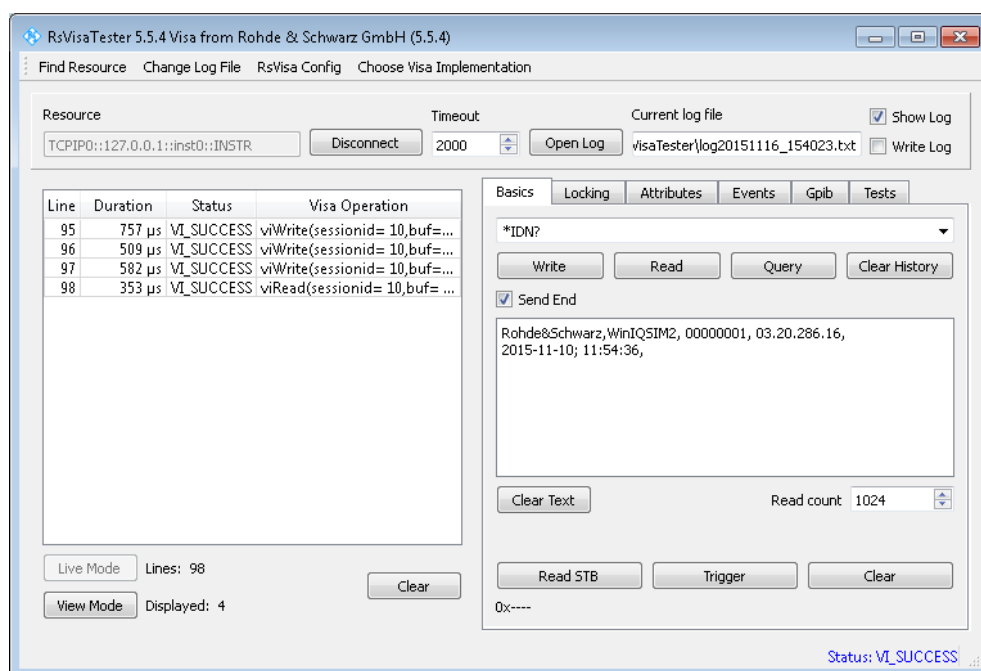 RsVisaTester 5.5.4 Visa from Rohde & Schwarz GmbH (5.5.4)
Find Resource Change Log File RsVisa Config Choose Visa Implementation
Resource Timeout Current log file Show Log
TCPIP0::127.0.0.1::inst0::INSTR Disconnect 2000 Open Log VisaTester\log20151116_154023.txt Write Log
Basics Locking Attributes Events Gpib Tests
Line Duration Status Visa Operation
95 757 µs VI_SUCCESS viWrite(sessionid= 10,buf=...
96 509 µs VI_SUCCESS viWrite(sessionid= 10,buf=...
97 582 µs VI_SUCCESS viWrite(sessionid= 10,buf=...
98 353 µs VI_SUCCESS viRead(sessionid= 10,buf= ...
*IDN?
Write Read Query Clear History
Send End
Rohde&Schwarz,WinIQSIM2, 00000001, 03.20.286.16,
2015-11-10; 11:54:36,
Clear Text Read count 1024
Live Mode Lines: 98
Clear
View Mode Displayed: 4
Read STB Trigger Clear
0x----
Status: VI_SUCCESS